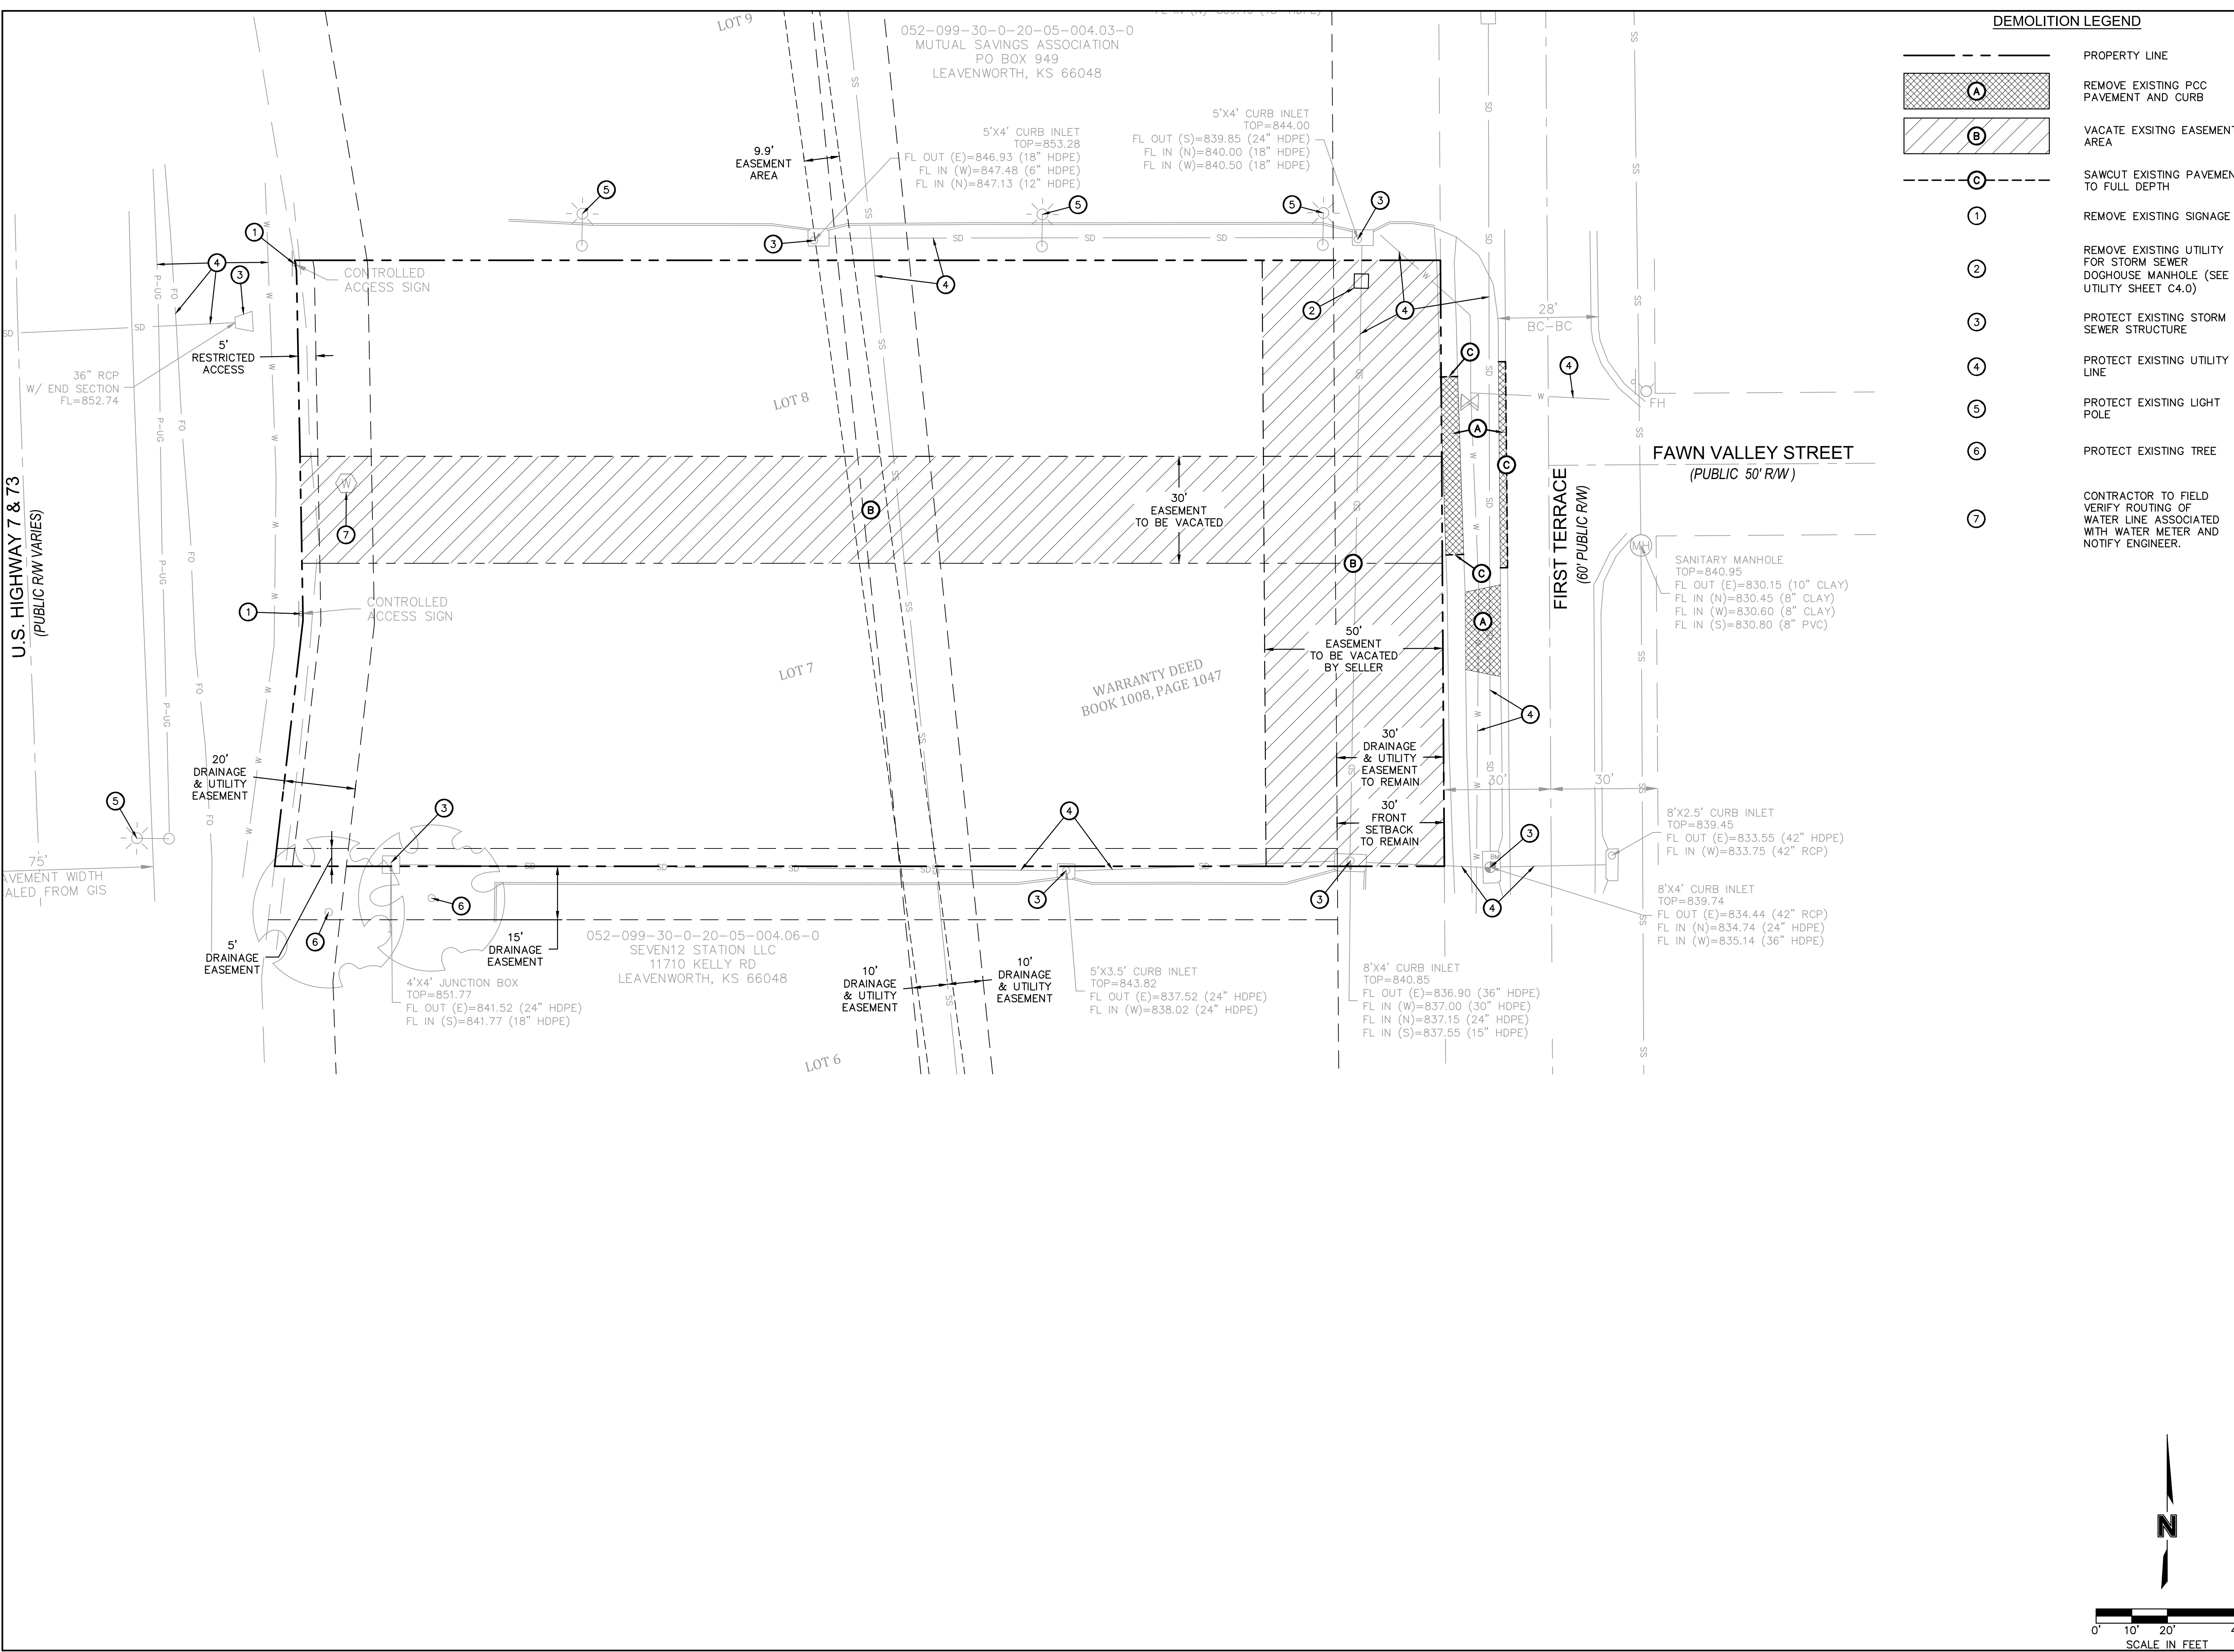 DEMOLITION LEGEND
PROPERTY LINE
A
REMOVE EXISTING PCC
PAVEMENT AND CURB
B
VACATE EXSITNG EASEMENT
AREA
C
SAWCUT EXISTING PAVEMEN
TO FULL DEPTH
1
REMOVE EXISTING SIGNAGE
2
REMOVE EXISTING UTILITY
FOR STORM SEWER
DOGHOUSE MANHOLE (SEE
UTILITY SHEET C4.0)
3
PROTECT EXISTING STORM
SEWER STRUCTURE
4
PROTECT EXISTING UTILITY
LINE
5
PROTECT EXISTING LIGHT
POLE
6
PROTECT EXISTING TREE
7
CONTRACTOR TO FIELD
VERIFY ROUTING OF
WATER LINE ASSOCIATED
WITH WATER METER AND
NOTIFY ENGINEER.
LOT 9
052-099-30-0-20-05-004.03-0
MUTUAL SAVINGS ASSOCIATION
PO BOX 949
LEAVENWORTH, KS 66048
9.9'
EASEMENT
AREA
5'X4' CURB INLET
TOP=853.28
FL OUT (E)=846.93 (18" HDPE)
FL IN (W)=847.48 (6" HDPE)
FL IN (N)=847.13 (12" HDPE)
5'X4' CURB INLET
TOP=844.00
FL OUT (S)=839.85 (24" HDPE)
FL IN (N)=840.00 (18" HDPE)
FL IN (W)=840.50 (18" HDPE)
CONTROLLED
ACCESS SIGN
5'
RESTRICTED
ACCESS
36" RCP
W/ END SECTION
FL=852.74
LOT 8
28'
BC-BC
FH
U.S. HIGHWAY 7 & 73
(PUBLIC R/W VARIES)
FAWN VALLEY STREET
(PUBLIC 50' R/W )
FIRST TERRACE
(60' PUBLIC R/W)
W
30'
EASEMENT
TO BE VACATED
MH
SANITARY MANHOLE
TOP=840.95
FL OUT (E)=830.15 (10" CLAY)
FL IN (N)=830.45 (8" CLAY)
FL IN (W)=830.60 (8" CLAY)
FL IN (S)=830.80 (8" PVC)
CONTROLLED
ACCESS SIGN
LOT 7
WARRANTY DEED
BOOK 1008, PAGE 1047
50'
EASEMENT
TO BE VACATED
BY SELLER
30'
DRAINAGE
& UTILITY
EASEMENT
TO REMAIN
30'
FRONT
SETBACK
TO REMAIN
30'
30'
20'
DRAINAGE
& UTILITY
EASEMENT
75'
AVEMENT WIDTH
ALED FROM GIS
5'
DRAINAGE
EASEMENT
15'
DRAINAGE
EASEMENT
052-099-30-0-20-05-004.06-0
SEVEN12 STATION LLC
11710 KELLY RD
LEAVENWORTH, KS 66048
4'X4' JUNCTION BOX
TOP=851.77
FL OUT (E)=841.52 (24" HDPE)
FL IN (S)=841.77 (18" HDPE)
10'
DRAINAGE
& UTILITY
EASEMENT
10'
DRAINAGE
& UTILITY
EASEMENT
5'X3.5' CURB INLET
TOP=843.82
FL OUT (E)=837.52 (24" HDPE)
FL IN (W)=838.02 (24" HDPE)
8'X4' CURB INLET
TOP=840.85
FL OUT (E)=836.90 (36" HDPE)
FL IN (W)=837.00 (30" HDPE)
FL IN (N)=837.15 (24" HDPE)
FL IN (S)=837.55 (15" HDPE)
8'X2.5' CURB INLET
TOP=839.45
FL OUT (E)=833.55 (42" HDPE)
FL IN (W)=833.75 (42" RCP)
8'X4' CURB INLET
TOP=839.74
FL OUT (E)=834.44 (42" RCP)
FL IN (N)=834.74 (24" HDPE)
FL IN (W)=835.14 (36" HDPE)
BM
LOT 6
N
0' 10' 20'
SCALE IN FEET